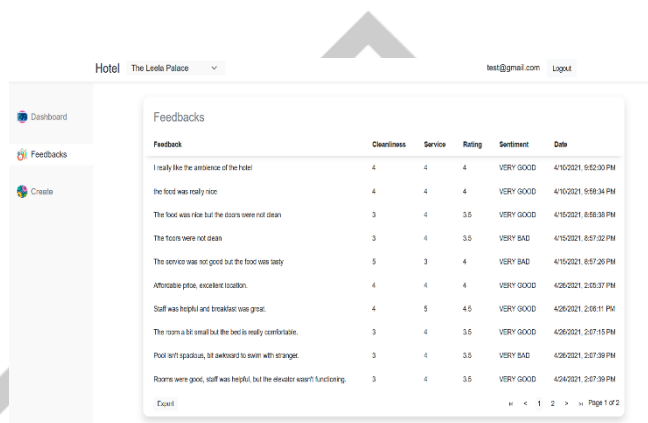 Hotel The Leela Palace test@gmail.com Logout
Dashboard
Feedbacks
Create
Feedbacks
Feedback Cleanliness Service Rating Sentiment Date
I really like the ambience of the hotel 4 4 4 VERY GOOD 4/10/2021, 9:52:00 PM
the food was really nice 4 4 4 VERY GOOD 4/10/2021, 9:58:34 PM
The food was nice but the doors were not clean 3 4 3.5 VERY GOOD 4/15/2021, 8:56:38 PM
The floors were not clean 3 4 3.5 VERY BAD 4/15/2021, 8:57:02 PM
The service was not good but the food was tasty 5 3 4 VERY GOOD 4/15/2021, 8:57:26 PM
Affordable price, excellent location. 4 4 4 VERY GOOD 4/26/2021, 2:05:37 PM
Staff was helpful and breakfast was great. 4 5 4.5 VERY GOOD 4/26/2021, 2:06:11 PM
The room a bit small but the bed is really comfortable. 3 4 3.5 VERY GOOD 4/26/2021, 2:07:15 PM
Pool isn't spacious, bit awkward to swim with stranger. 3 4 3.5 VERY BAD 4/26/2021, 2:07:39 PM
Rooms were good, staff was helpful, but the elevator wasn't functioning. 3 4 3.5 VERY GOOD 4/24/2021, 2:07:39 PM
Export 1 2 Page 1 of 2